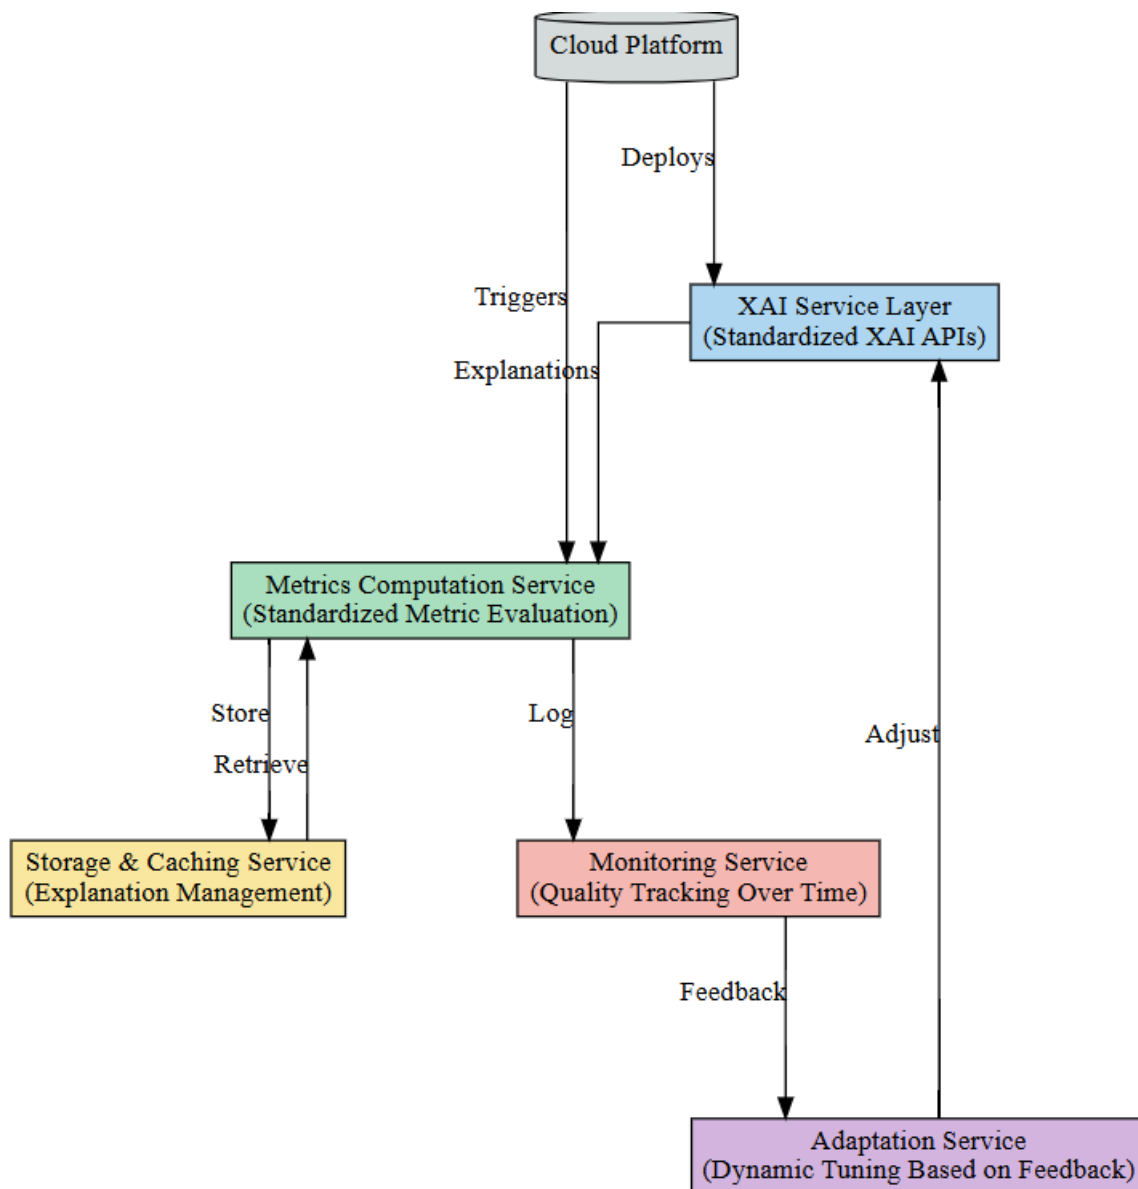 Cloud Platform
Deploys
Triggers
XAI Service Layer
(Standardized XAI APIs)
Explanations
Metrics Computation Service
(Standardized Metric Evaluation)
Store
Log
Retrieve
Adjust
Storage & Caching Service
(Explanation Management)
Monitoring Service
(Quality Tracking Over Time)
Feedback
Adaptation Service
(Dynamic Tuning Based on Feedback)